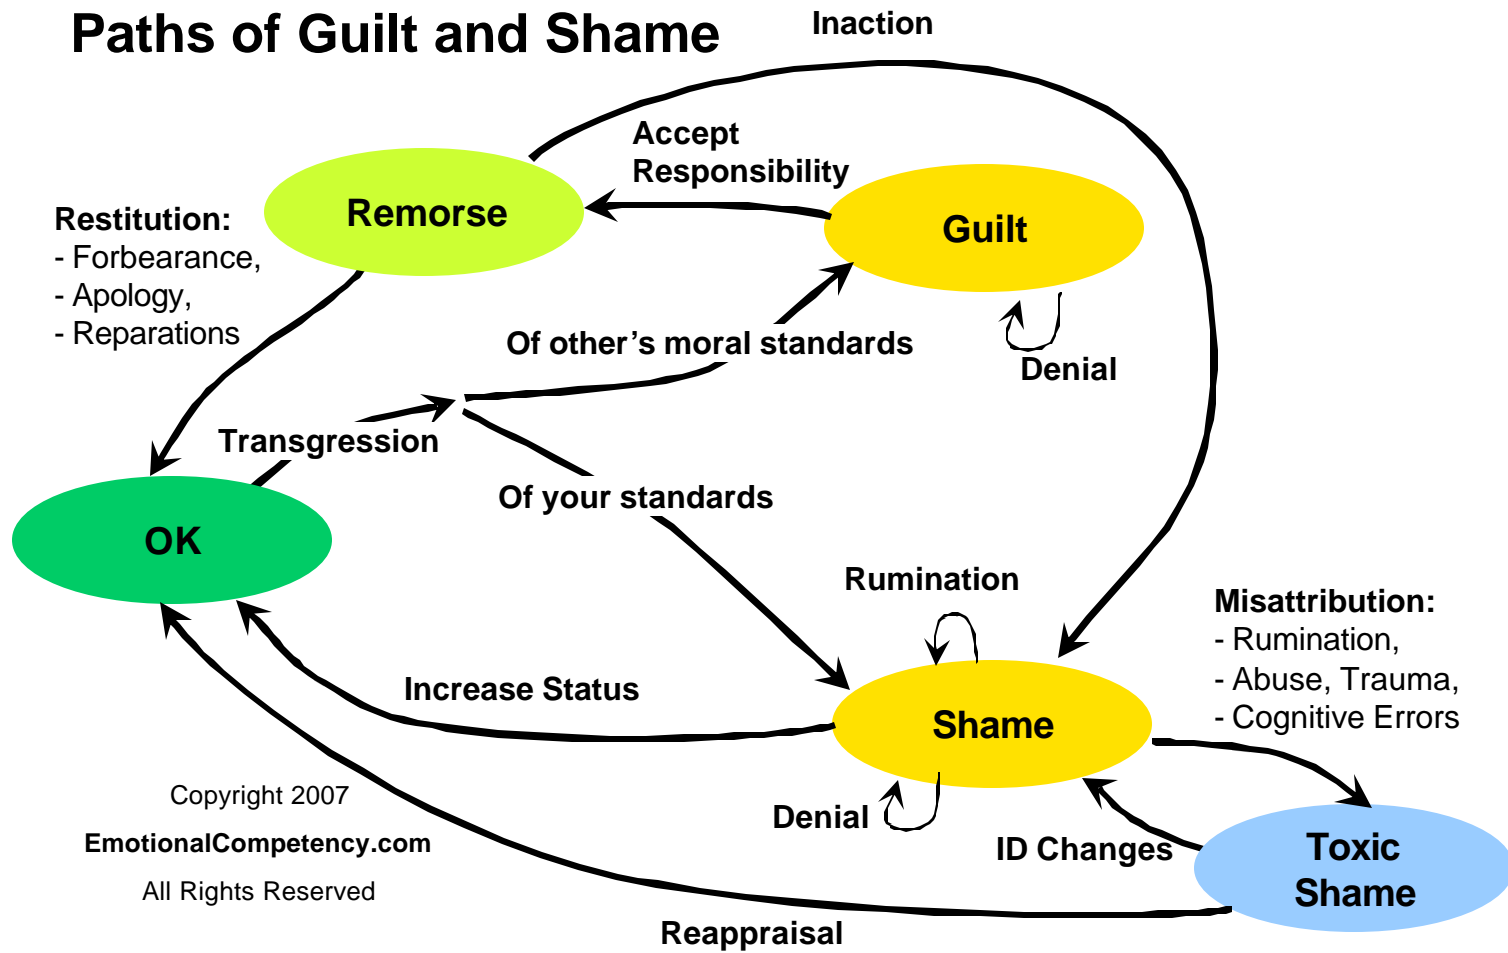 Paths of Guilt and Shame
Inaction
Accept
Responsibility
Remorse
Guilt
Restitution:
- Forbearance,
- Apology,
- Reparations
Of other’s moral standards
Denial
Transgression
Of your standards
OK
Rumination
Misattribution:
- Rumination,
- Abuse, Trauma,
- Cognitive Errors
Increase Status
Shame
Denial
ID Changes
Toxic
Shame
Copyright 2007
EmotionalCompetency.com
All Rights Reserved
Reappraisal